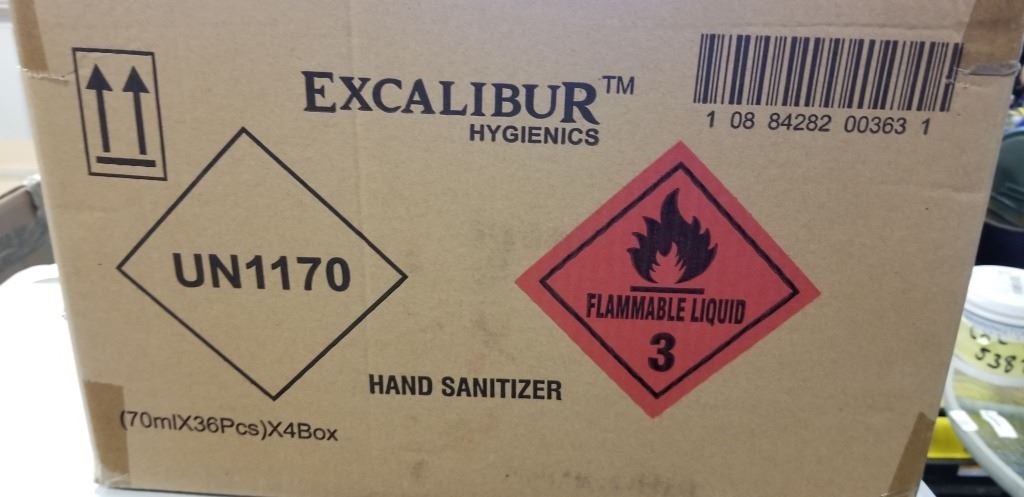 EXCALIBUR™
HYGIENICS
1 08 84282 00363 1
UN1170
FLAMMABLE LIQUID
3
HAND SANITIZER
(70mlX36Pcs)X4Box